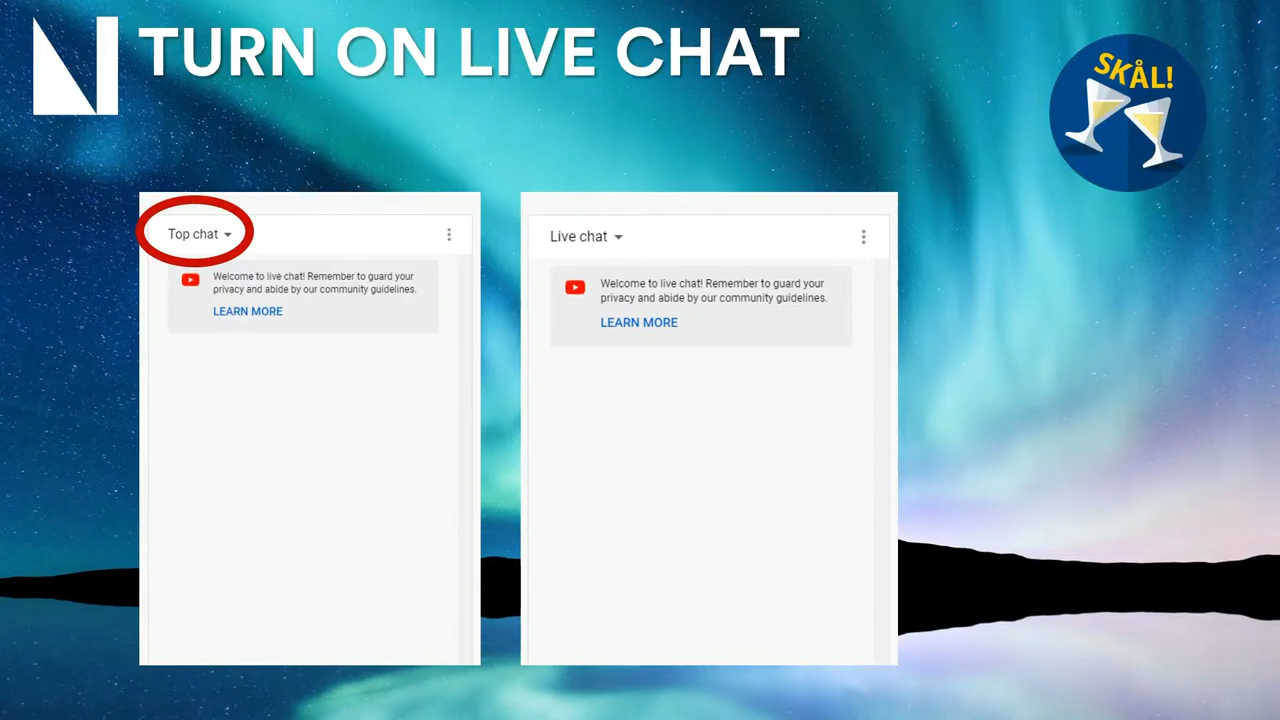 N TURN ON LIVE CHAT
SKÅL!
Top chat
Welcome to live chat! Remember to guard your
privacy and abide by our community guidelines.
LEARN MORE
Live chat
Welcome to live chat! Remember to guard your
privacy and abide by our community guidelines.
LEARN MORE